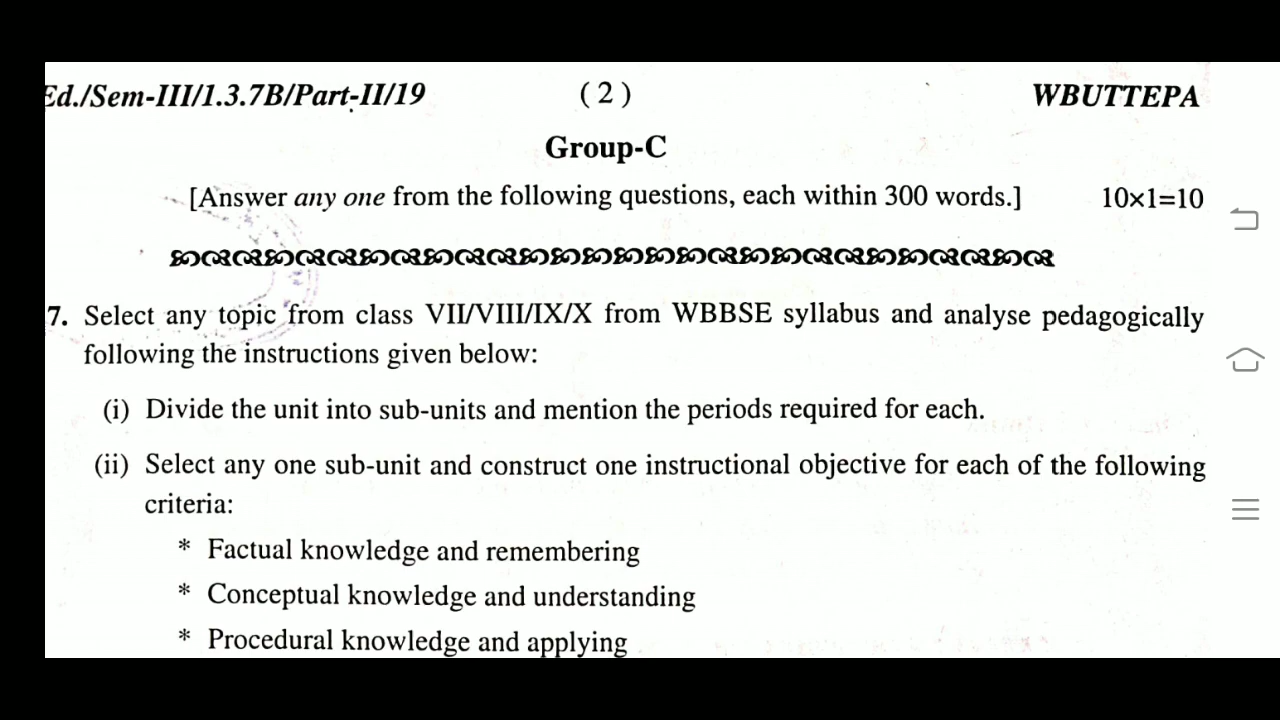 Ed./Sem-III/1.3.7B/Part-II/19 (2) WBUTTEPA
Group-C
[Answer any one from the following questions, each within 300 words.] 10×1=10
7. Select any topic from class VII/VIII/IX/X from WBBSE syllabus and analyse pedagogically
following the instructions given below:
(i) Divide the unit into sub-units and mention the periods required for each.
(ii) Select any one sub-unit and construct one instructional objective for each of the following
criteria:
* Factual knowledge and remembering
* Conceptual knowledge and understanding
* Procedural knowledge and applying